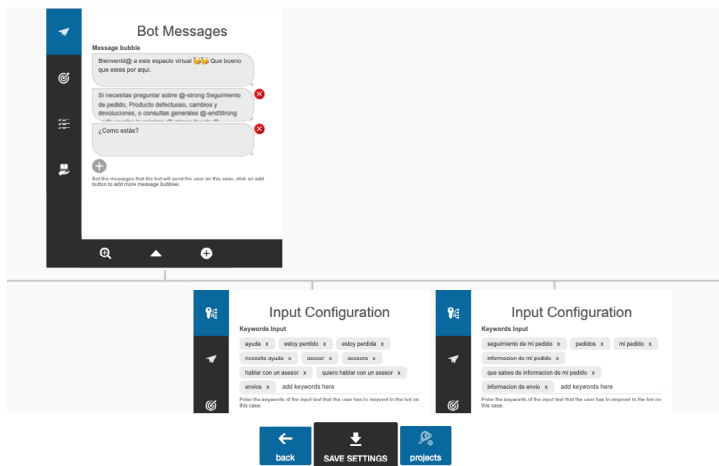 Bot Messages
Message bubble
Bienvenid@ a este espacio virtual 🥳🥳 Que bueno
que estes por aquí.
Si necesitas preguntar sobre @-strong Seguimiento
de pedido, Producto defectuoso, cambios y
devoluciones, o consultas generales @-endStrong
¿Como estás?
Set the messages that the bot will send the user on this case, click on add
button to add more message bubbles.
Input Configuration
Keywords Input
ayuda x estoy perdido x estoy perdida x
necesito ayuda x asesor x asesora x
hablar con un asesor x quiero hablar con un asesor x
envios x add keywords here
Enter the keywords of the input text that the user has to respond to the bot on
this case.
Input Configuration
Keywords Input
seguimiento de mi pedido x pedidos x mi pedido x
informacion de mi pedido x
que sabes de informacion de mi pedido x
informacion de envio x add keywords here
Enter the keywords of the input text that the user has to respond to the bot on
this case.
back
SAVE SETTINGS
projects